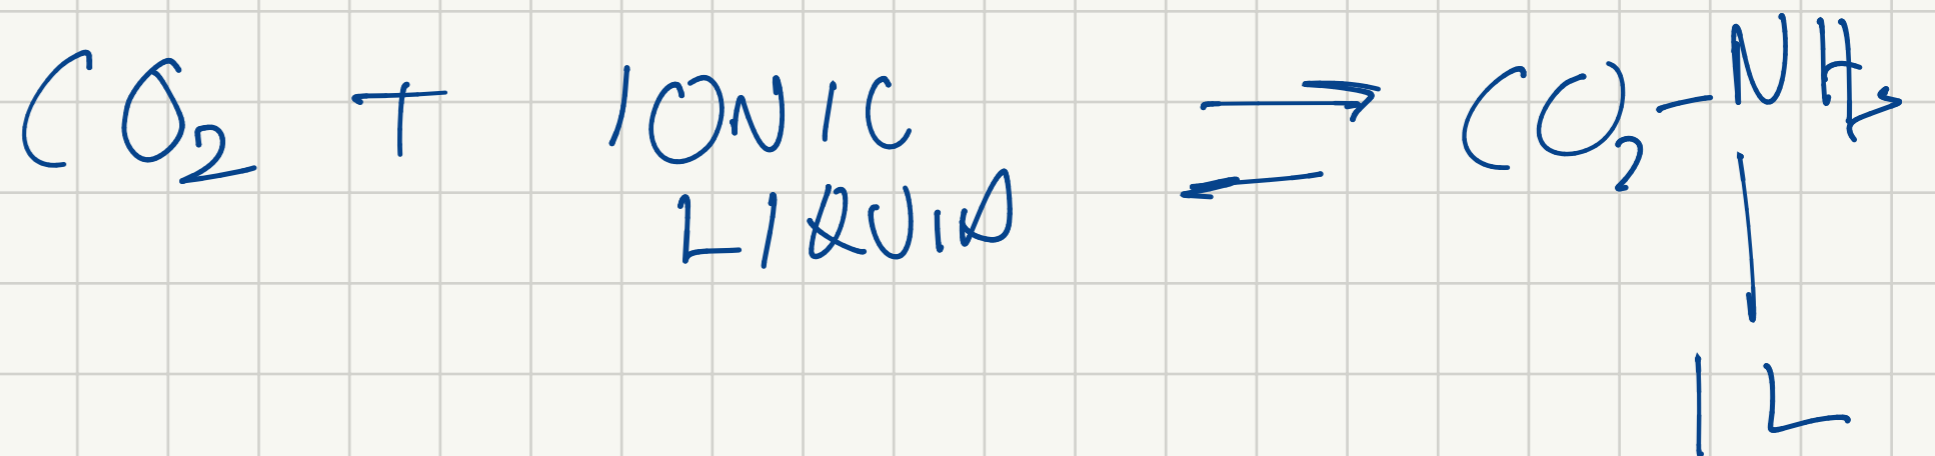 CO₂ + IONIC LIQUID ⇌ CO₂-NH₂
|
IL